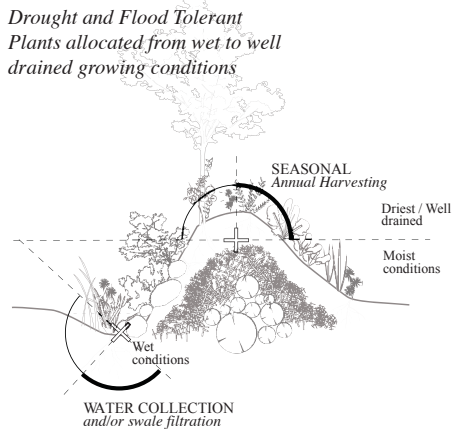 Drought and Flood Tolerant
Plants allocated from wet to well
drained growing conditions
SEASONAL
Annual Harvesting
Driest / Well
drained
Moist
conditions
Wet
conditions
WATER COLLECTION
and/or swale filtration